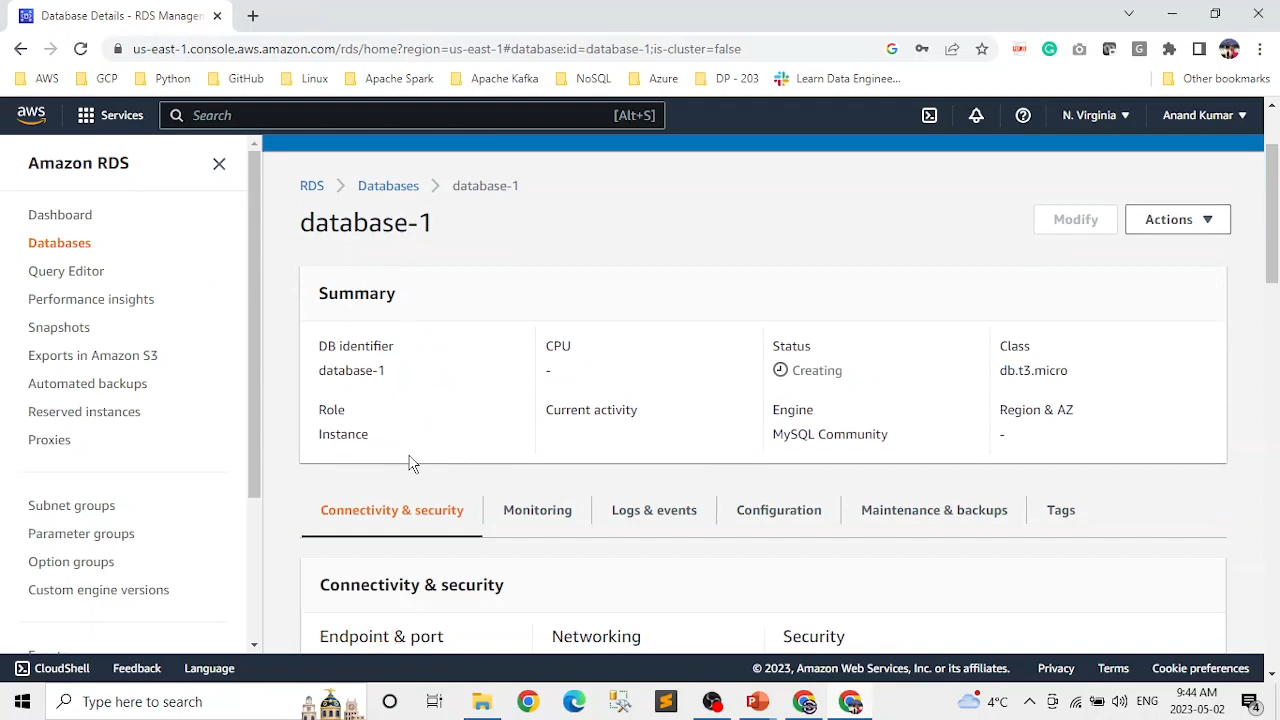 Database Details - RDS Manager
us-east-1.console.aws.amazon.com/rds/home?region=us-east-1#database:id=database-1;is-cluster=false
AWS
GCP
Python
GitHub
Linux
Apache Spark
Apache Kafka
NoSQL
Azure
DP - 203
Learn Data Enginee...
Other bookmarks
aws
Services
Search
[Alt+S]
N. Virginia
Anand Kumar
Amazon RDS
Dashboard
Databases
Query Editor
Performance insights
Snapshots
Exports in Amazon S3
Automated backups
Reserved instances
Proxies
Subnet groups
Parameter groups
Option groups
Custom engine versions
RDS
Databases
database-1
database-1
Modify
Actions
Summary
DB identifier
database-1
CPU
-
Status
Creating
Class
db.t3.micro
Role
Instance
Current activity
Engine
MySQL Community
Region & AZ
-
Connectivity & security
Monitoring
Logs & events
Configuration
Maintenance & backups
Tags
Connectivity & security
Endpoint & port
Networking
Security
CloudShell
Feedback
Language
© 2023, Amazon Web Services, Inc. or its affiliates.
Privacy
Terms
Cookie preferences
Type here to search
4°C
ENG
9:44 AM
2023-05-02
4